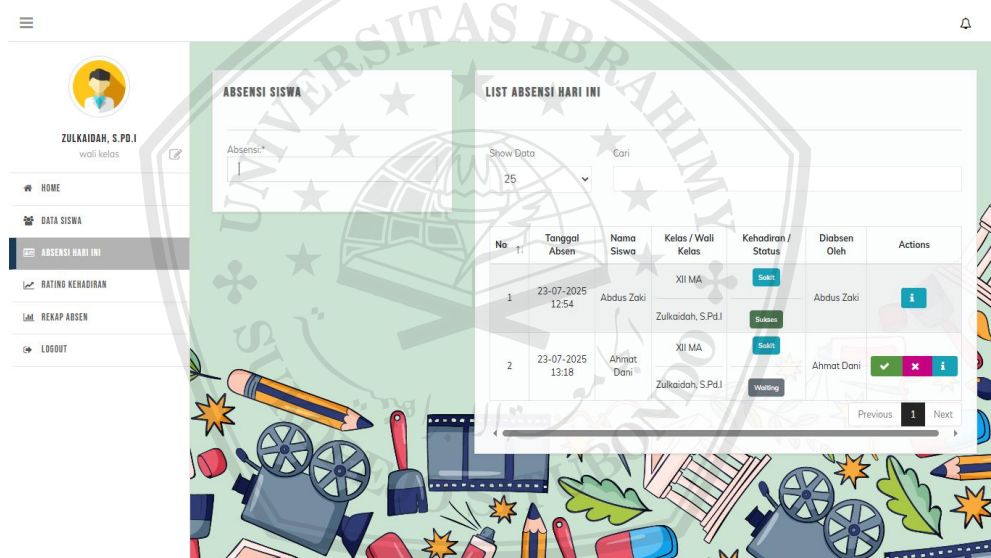 ZULKAIDAH, S.PD.I
wali kelas
HOME
DATA SISWA
ABSENSI HARI INI
RATING KEHADIRAN
REKAP ABSEN
LOGOUT
ABSENSI SISWA
Absensi:*
LIST ABSENSI HARI INI
Show Data
Cari
25
No
Tanggal Absen
Nama Siswa
Kelas / Wali Kelas
Kehadiran / Status
Diabsen Oleh
Actions
1
23-07-2025 12:54
Abdus Zaki
XII MA
Zulkaidah, S.Pd.I
Sakit
Sukses
Abdus Zaki
2
23-07-2025 13:18
Ahmat Dani
XII MA
Zulkaidah, S.Pd.I
Sakit
Waiting
Ahmat Dani
Previous 1 Next
UNIVERSITAS IBRAHIMY
SITUBONDO